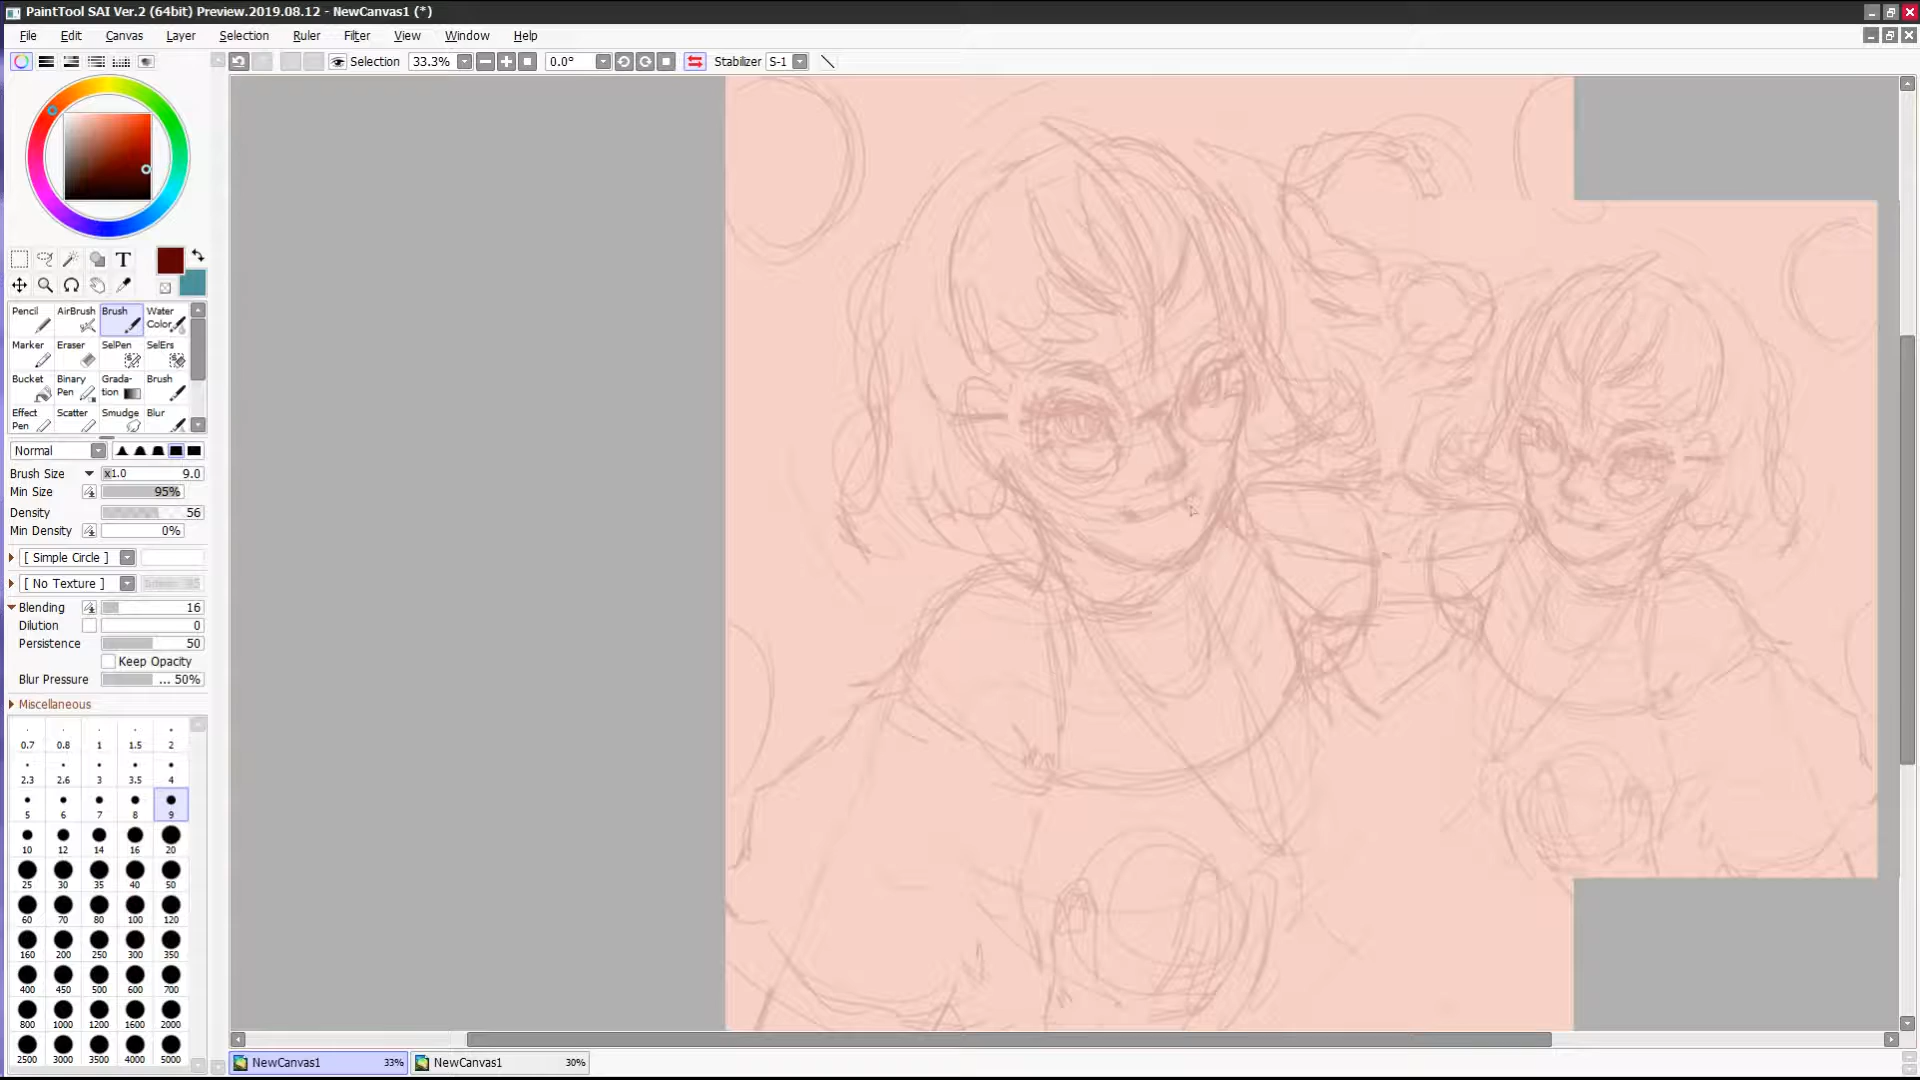 PaintTool SAI Ver.2 (64bit) Preview.2019.08.12 - NewCanvas1 (*)
File Edit Canvas Layer Selection Ruler Filter View Window Help
Selection 33.3% 0.0° Stabilizer S-1
T
Pencil AirBrush Brush Water Color
Marker Eraser SelPen SelErs
Bucket Binary Pen Grada-tion Brush
Effect Pen Scatter Smudge Blur
Normal
Brush Size x1.0 9.0
Min Size 95%
Density 56
Min Density 0%
[ Simple Circle ]
[ No Texture ]
Blending 16
Dilution 0
Persistence 50
Keep Opacity
Blur Pressure ... 50%
Miscellaneous
0.7 0.8 1 1.5 2
2.3 2.6 3 3.5 4
5 6 7 8 9
10 12 14 16 20
25 30 35 40 50
60 70 80 100 120
160 200 250 300 350
400 450 500 600 700
800 1000 1200 1600 2000
2500 3000 3500 4000 5000
NewCanvas1 33% NewCanvas1 30%